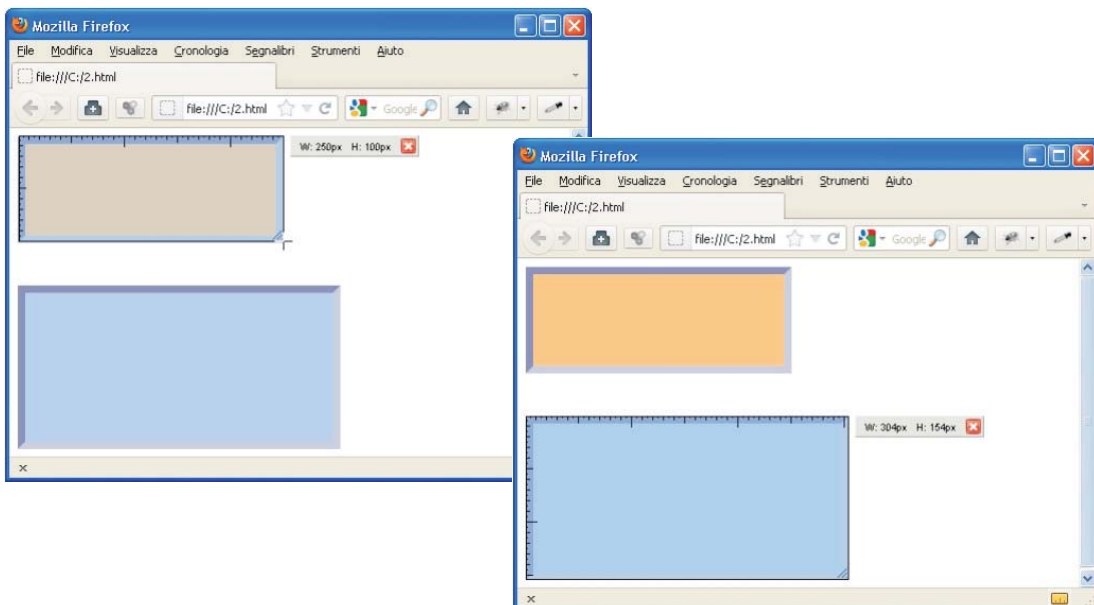 Mozilla Firefox
File Modifica Visualizza Cronologia Segnalibri Strumenti Aiuto
file:///C:/2.html
file:///C:/2.html
Google
W: 250px H: 100px
x
Mozilla Firefox
File Modifica Visualizza Cronologia Segnalibri Strumenti Aiuto
file:///C:/2.html
file:///C:/2.html
Google
W: 304px H: 154px
x